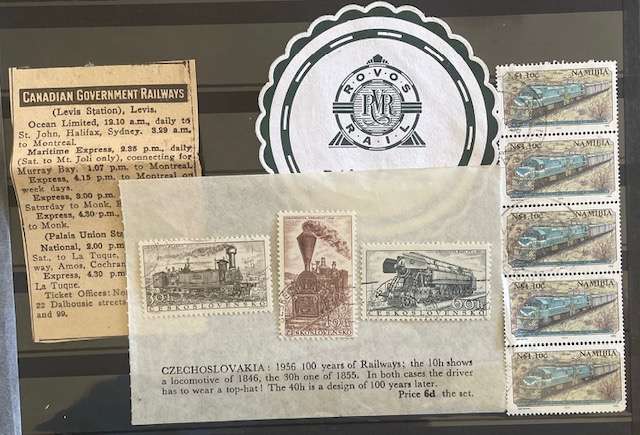 CANADIAN GOVERNMENT RAILWAYS
(Levis Station), Levis.
Ocean Limited, 12.10 a.m., daily to
St. John, Halifax, Sydney. 3.29 a.m.
to Montreal.
Maritime Express, 2.35 p.m., daily
(Sat. to Mt. Joli only), connecting for
Murray Bay. 1.07 p.m. to Montreal.
Express, 4.15 p.m. to Montreal on
week days.
Express, 8.00 p.m.
Saturday to Monk, E
Express, 4.30 p.
to Monk.
(Palais Union Sta
National, 2.00 p.m
Sat. to La Tuque,
way, Amos, Cochran
Express, 4.30 p.m
La Tuque.
Ticket Offices: No
22 Dalhousie streets
and 99.
ROVOS
RVR
RAIL
ČESKOSLOVENSKO
ČESKOSLOVENSKO
ČESKOSLOVENSKO
CZECHOSLOVAKIA: 1956 100 years of Railways; the 10h shows
a locomotive of 1846, the 30h one of 1855. In both cases the driver
has to wear a top-hat! The 40h is a design of 100 years later.
Price 6d the set.
N$1.10c NAMIBIA
N$1.10c NAMIBIA
N$1.10c NAMIBIA
N$1.10c NAMIBIA
N$1.10c NAMIBIA